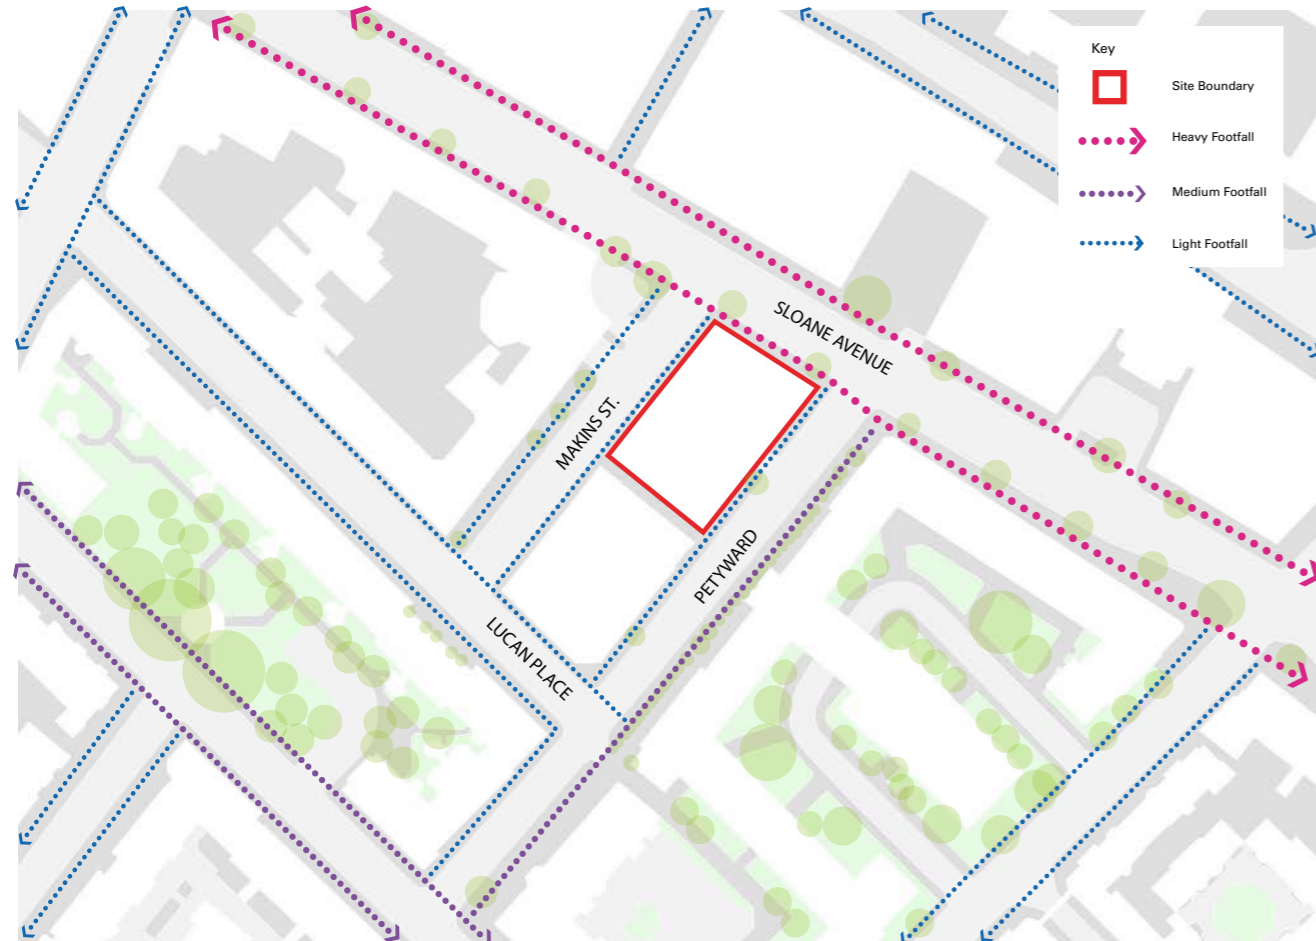 Key
Site Boundary
Heavy Footfall
Medium Footfall
Light Footfall
SLOANE AVENUE
MAKINS ST.
PETYWARD
LUCAN PLACE